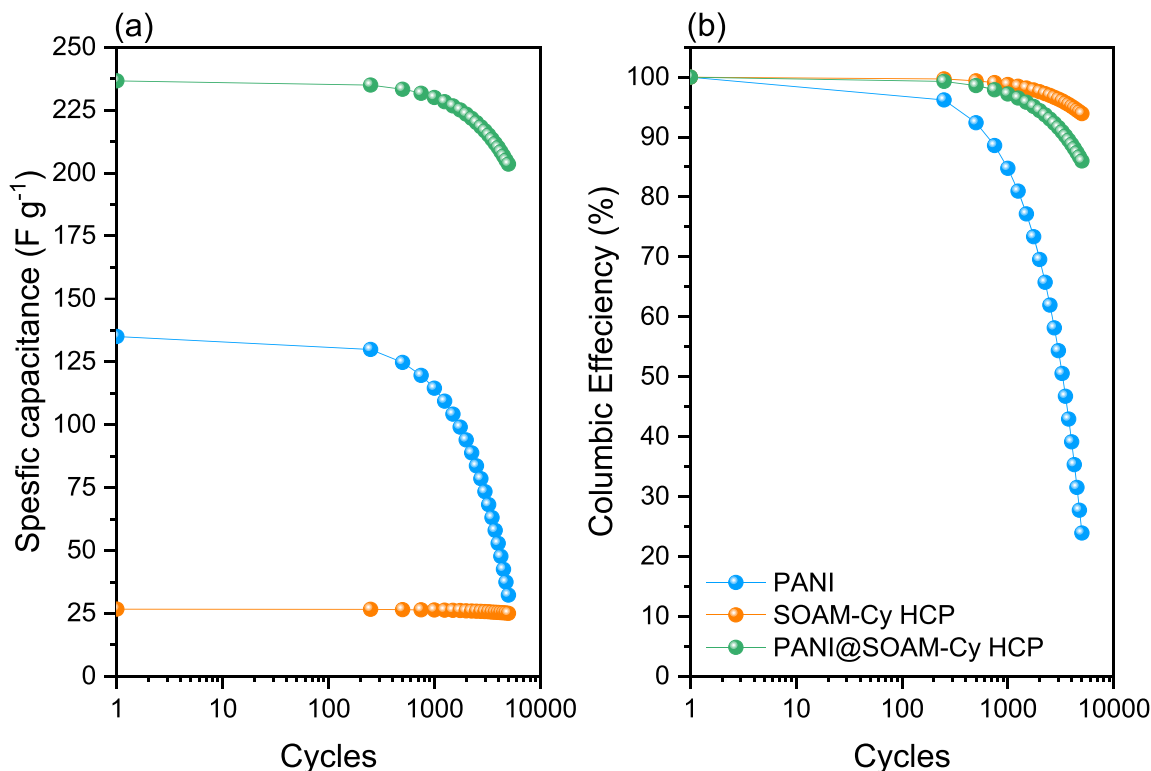 (a)
250
225
200
175
150
125
100
75
50
25
0
Spesfic capacitance (F g⁻¹)
1 10 100 1000 10000
Cycles
(b)
100
90
80
70
60
50
40
30
20
10
0
Columbic Effeciency (%)
PANI
SOAM-Cy HCP
PANI@SOAM-Cy HCP
1 10 100 1000 10000
Cycles